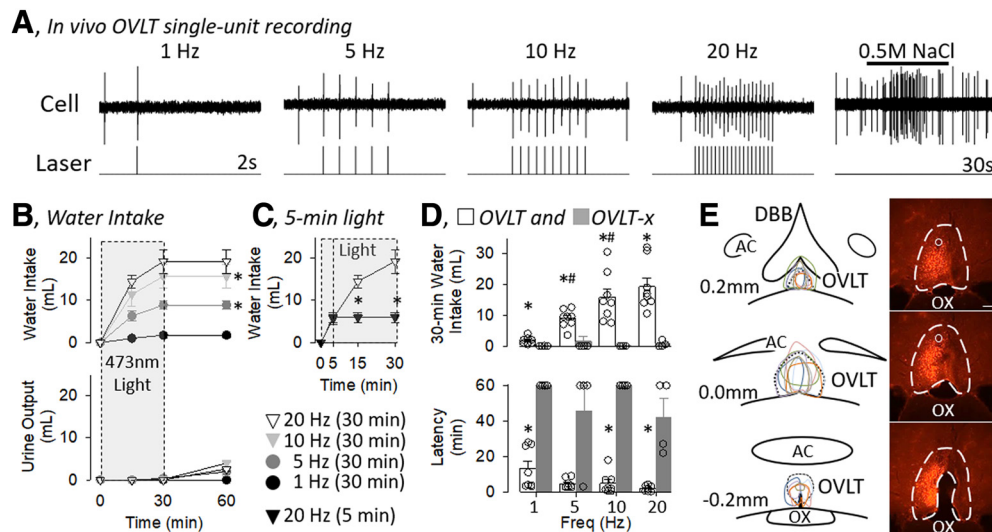 A, In vivo OVLT single-unit recording
1 Hz 5 Hz 10 Hz 20 Hz 0.5M NaCl
Cell
Laser 2s 30s
B, Water Intake
Water Intake (mL)
20
10
0
473nm Light
Urine Output (mL)
20
10
0
0 30 60
Time (min)
C, 5-min light
Water Intake (mL)
30
20
10
0
Light
* *
0 5 15 30
Time (min)
* *
20 Hz (30 min)
10 Hz (30 min)
5 Hz (30 min)
1 Hz (30 min)
20 Hz (5 min)
D, OVLT and OVLT-x
30-min Water Intake (mL)
30
20
10
0
* *# *# *
Latency (min)
60
40
20
0
* * *
1 5 10 20
Freq (Hz)
E
DBB
AC
OVLT
0.2mm
OX
OX
AC
OVLT
0.0mm
OX
AC
OVLT
-0.2mm
OX
OX